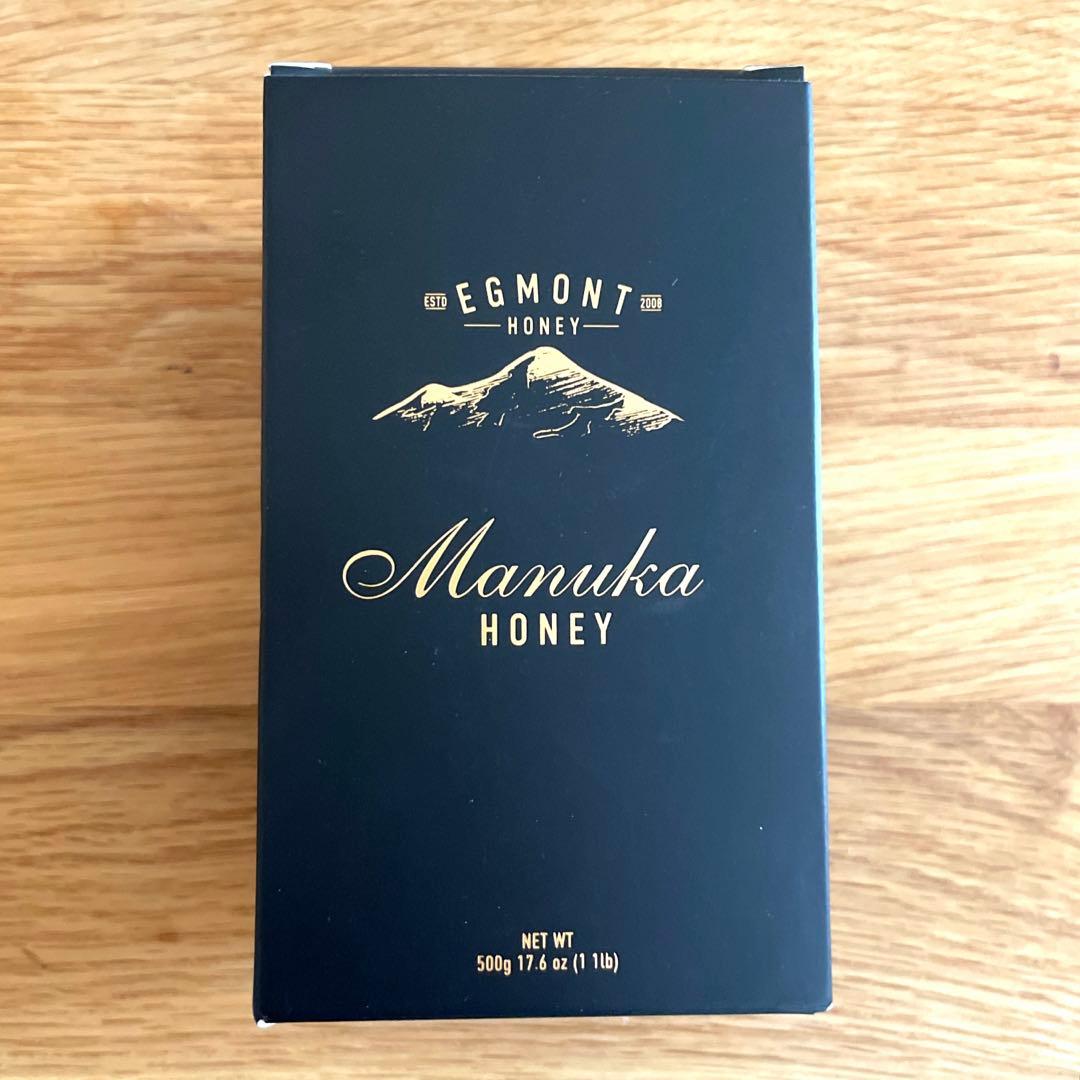 ESTD EGMONT 2008
HONEY
Manuka
HONEY
NET WT
500g 17.6 oz (1 1lb)